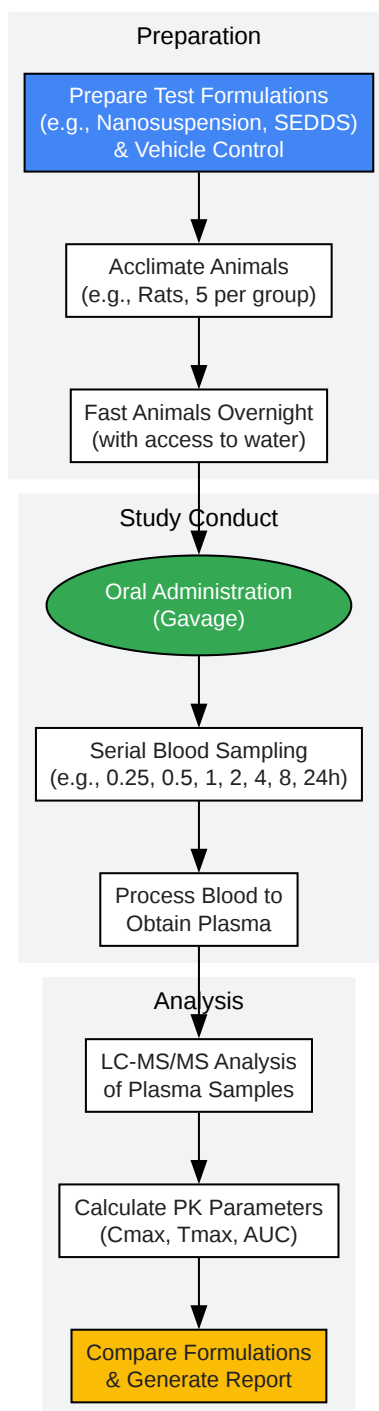 Preparation
Prepare Test Formulations
(e.g., Nanosuspension, SEDDS)
& Vehicle Control
Acclimate Animals
(e.g., Rats, 5 per group)
Fast Animals Overnight
(with access to water)
Study Conduct
Oral Administration
(Gavage)
Serial Blood Sampling
(e.g., 0.25, 0.5, 1, 2, 4, 8, 24h)
Process Blood to
Obtain Plasma
Analysis
LC-MS/MS Analysis
of Plasma Samples
Calculate PK Parameters
(Cmax, Tmax, AUC)
Compare Formulations
& Generate Report